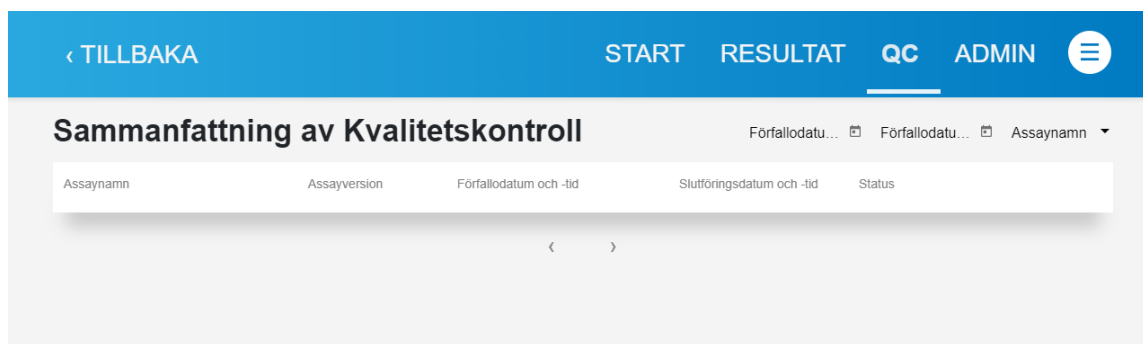 ‹ TILLBAKA START RESULTAT QC ADMIN
Sammanfattning av Kvalitetskontroll Förfallodatu... Förfallodatu... Assaynamn
Assaynamn Assayversion Förfallodatum och -tid Slutföringsdatum och -tid Status
‹ ›